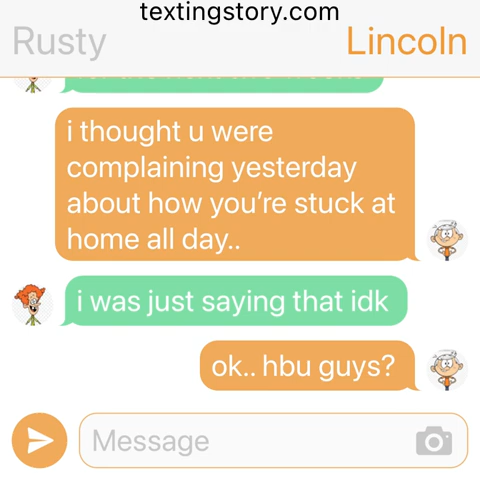 textingstory.com
Rusty
Lincoln
i thought u were
complaining yesterday
about how you’re stuck at
home all day..
i was just saying that idk
ok.. hbu guys?
Message